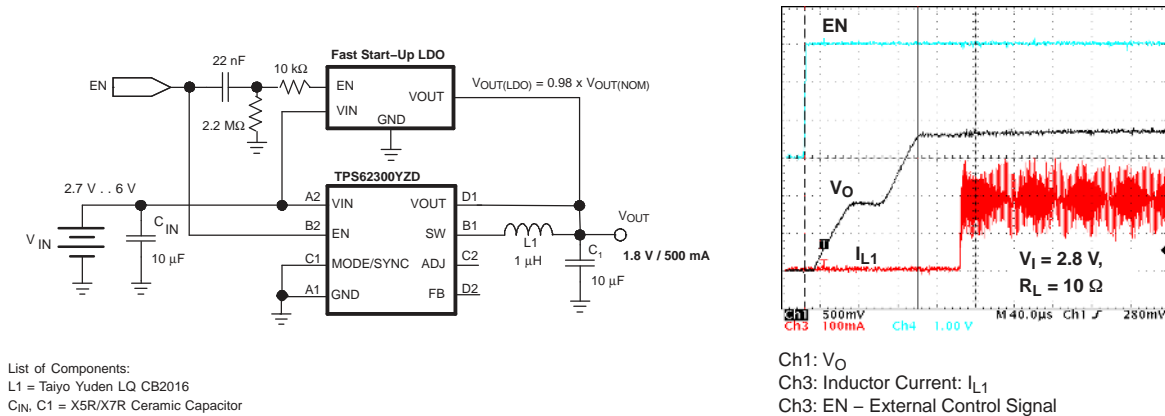 Fast Start–Up LDO
EN
22 nF
10 kΩ
2.2 MΩ
EN
VIN
VOUT
GND
VOUT(LDO) = 0.98 x VOUT(NOM)
TPS62300YZD
2.7 V . . 6 V
VIN
CIN
10 µF
A2
B2
C1
A1
VIN
EN
MODE/SYNC
GND
VOUT
SW
ADJ
FB
D1
B1
C2
D2
L1
1 µH
VOUT
1.8 V / 500 mA
C1
10 µF
List of Components:
L1 = Taiyo Yuden LQ CB2016
CIN, C1 = X5R/X7R Ceramic Capacitor
EN
VO
IL1
VI = 2.8 V,
RL = 10 Ω
T
Ch1 500mV M 40.0µs Ch1 ∫ 280mV
Ch3 100mA Ch4 1.00 V
Ch1: VO
Ch3: Inductor Current: IL1
Ch3: EN – External Control Signal